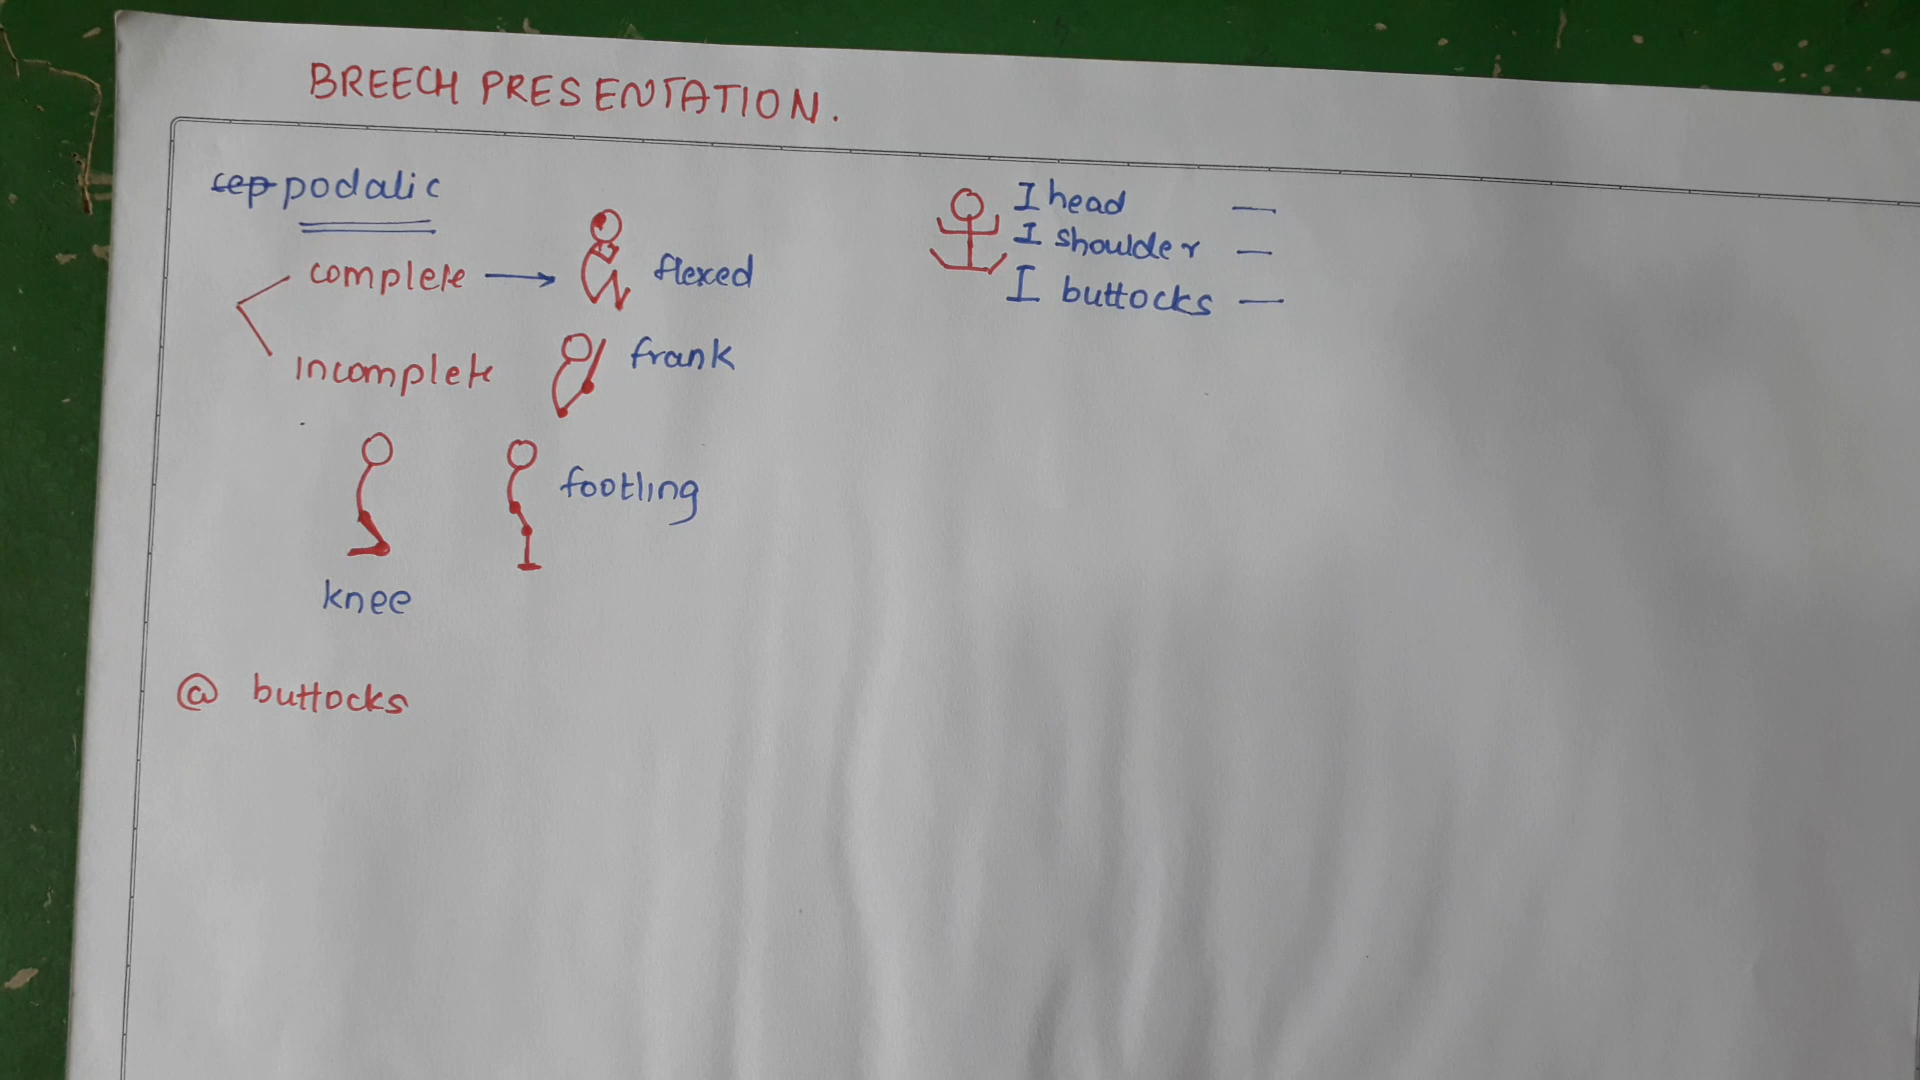 BREECH PRESENTATION.
cep podalic
complete → flexed
incomplete frank
footling
knee
@ buttocks
I head —
I shoulder —
I buttocks —